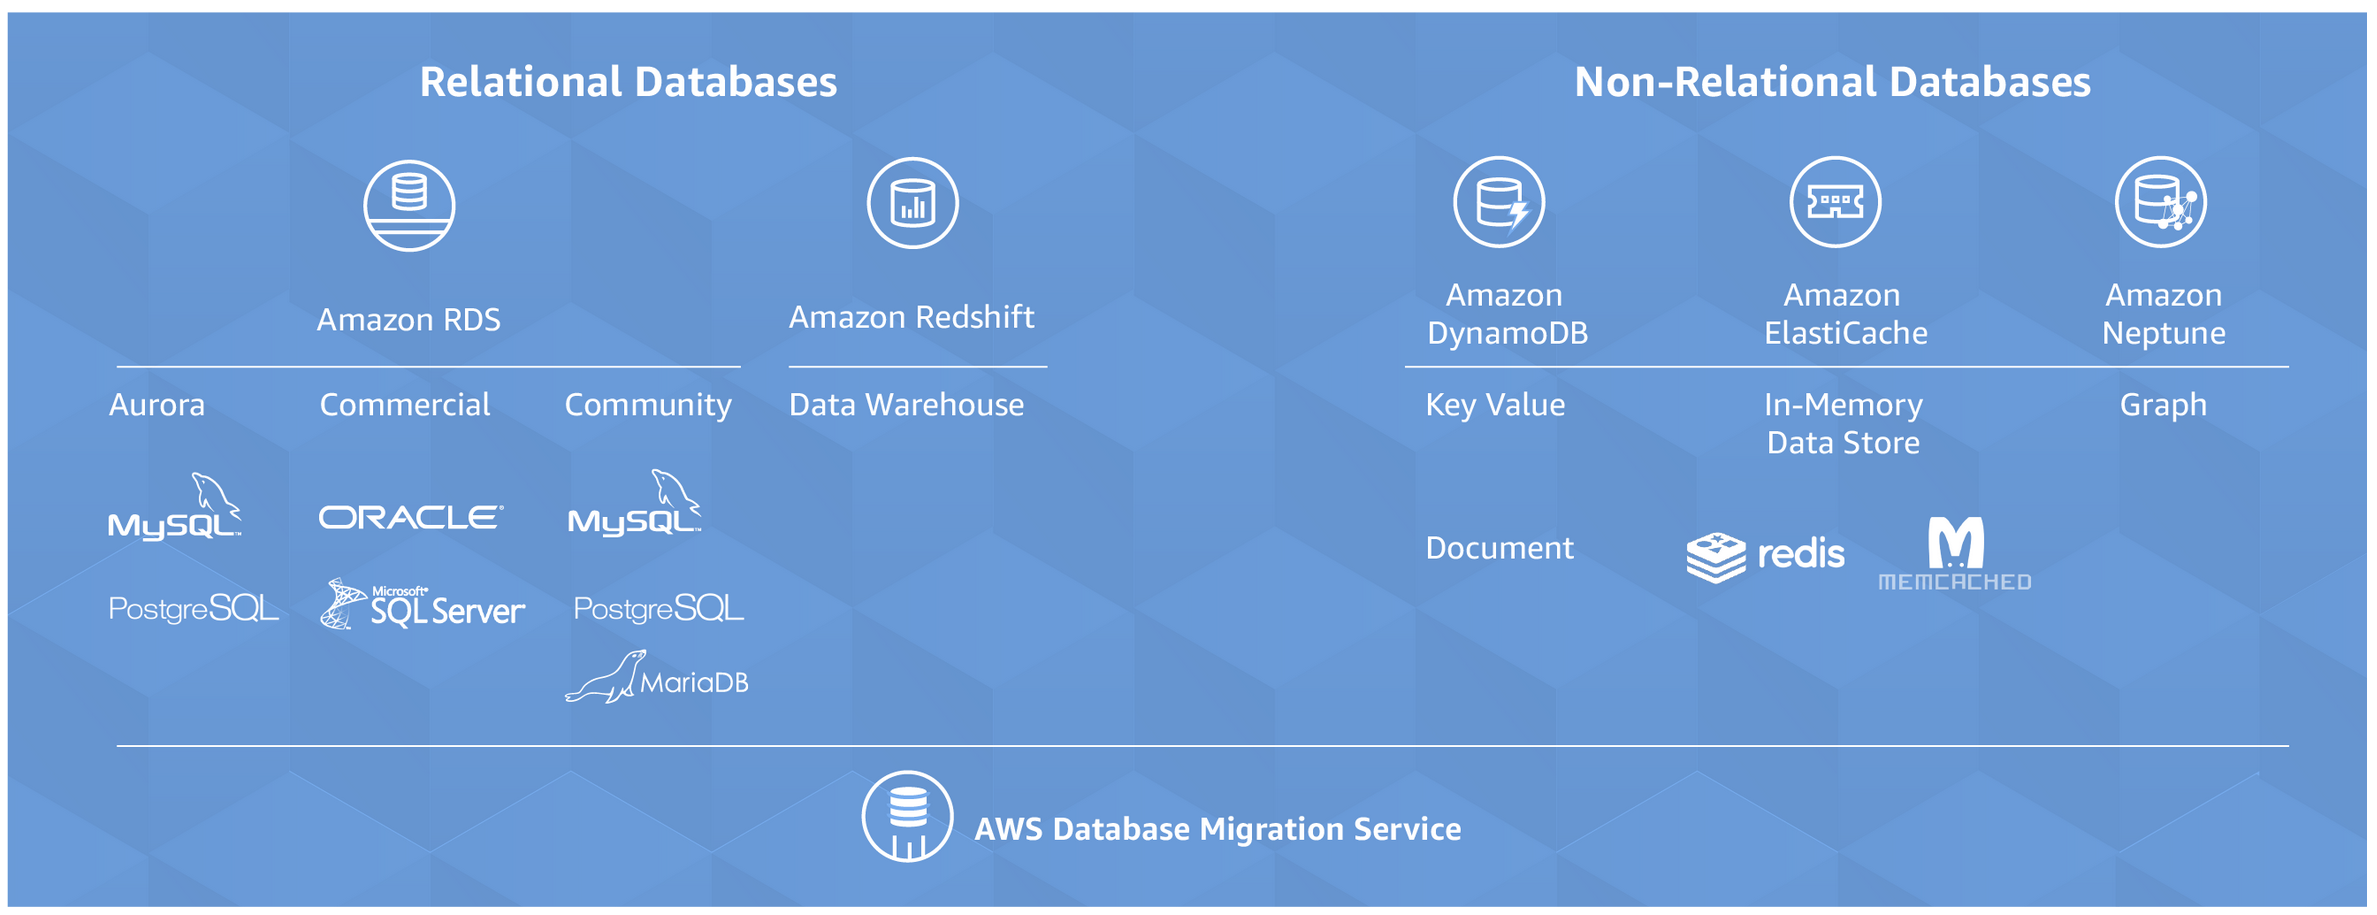 Relational Databases
Non-Relational Databases
Amazon RDS
Amazon Redshift
Amazon
DynamoDB
Amazon
ElastiCache
Amazon
Neptune
Aurora
Commercial
Community
Data Warehouse
Key Value
In-Memory
Data Store
Graph
MySQL™
ORACLE®
MySQL™
Document
redis
MEMCACHED
PostgreSQL
Microsoft®
SQL Server®
PostgreSQL
MariaDB
AWS Database Migration Service